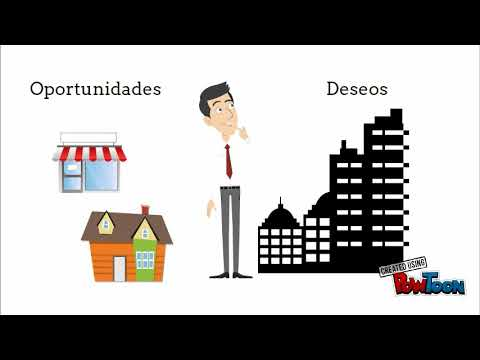 Oportunidades
Deseos
CREATED USING
POWTOON